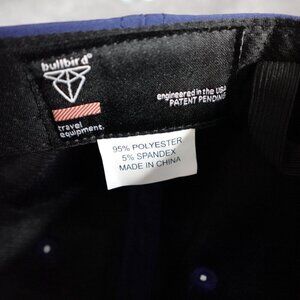 bullbird®
travel
equipment.
engineered in the USA
PATENT PENDING
95% POLYESTER
5% SPANDEX
MADE IN CHINA